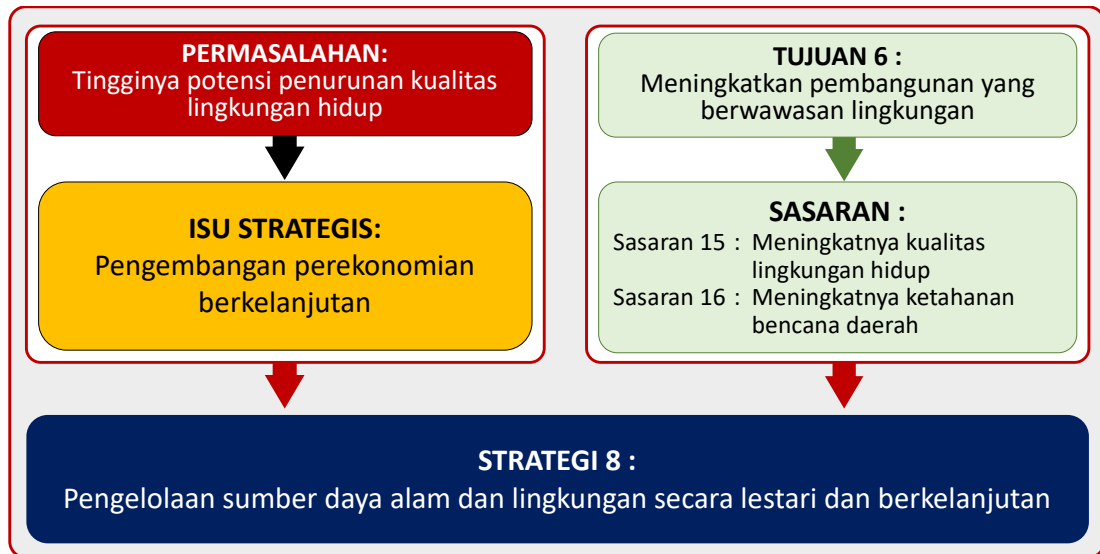 PERMASALAHAN:
Tingginya potensi penurunan kualitas
lingkungan hidup
ISU STRATEGIS:
Pengembangan perekonomian
berkelanjutan
TUJUAN 6 :
Meningkatkan pembangunan yang
berwawasan lingkungan
SASARAN :
Sasaran 15 : Meningkatnya kualitas
lingkungan hidup
Sasaran 16 : Meningkatnya ketahanan
bencana daerah
STRATEGI 8 :
Pengelolaan sumber daya alam dan lingkungan secara lestari dan berkelanjutan